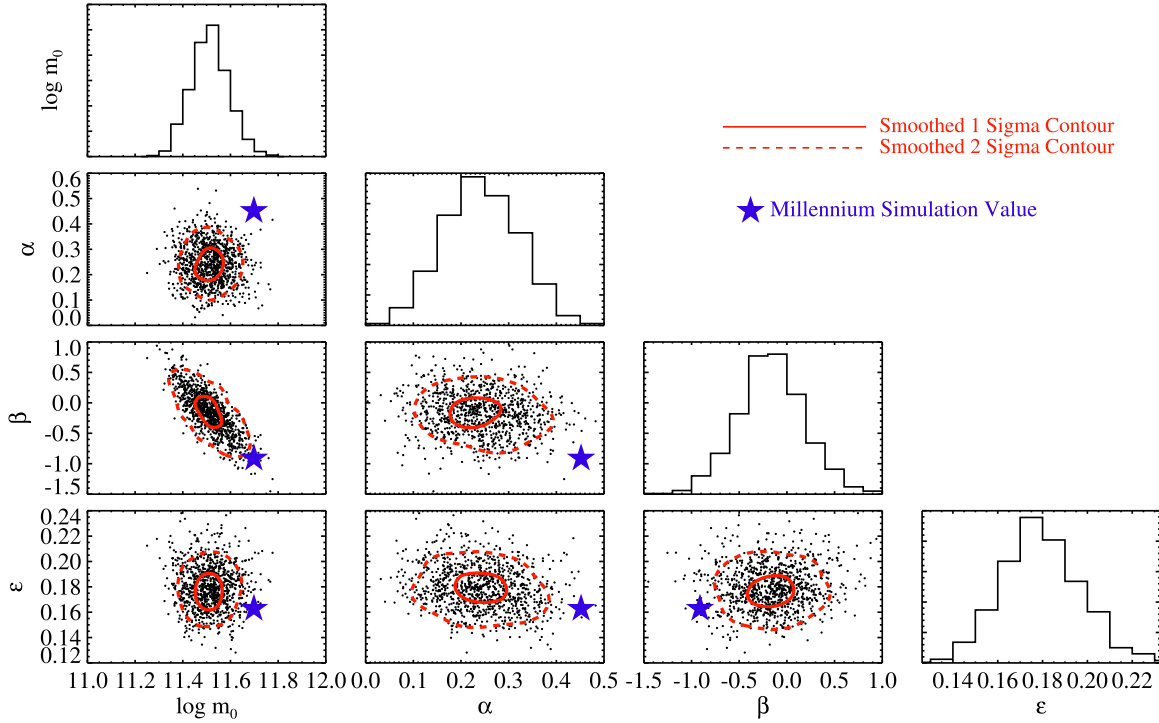 log m0
Smoothed 1 Sigma Contour
Smoothed 2 Sigma Contour
Millennium Simulation Value
0.6
0.5
0.4
0.3
0.2
0.1
0.0
α
1.0
0.5
0.0
-0.5
-1.0
-1.5
β
0.24
0.22
0.20
0.18
0.16
0.14
0.12
ε
11.0 11.2 11.4 11.6 11.8 12.0
0.0 0.1 0.2 0.3 0.4 0.5
-1.5 -1.0 -0.5 0.0 0.5 1.0
0.14 0.16 0.18 0.20 0.22
log m0
α
β
ε